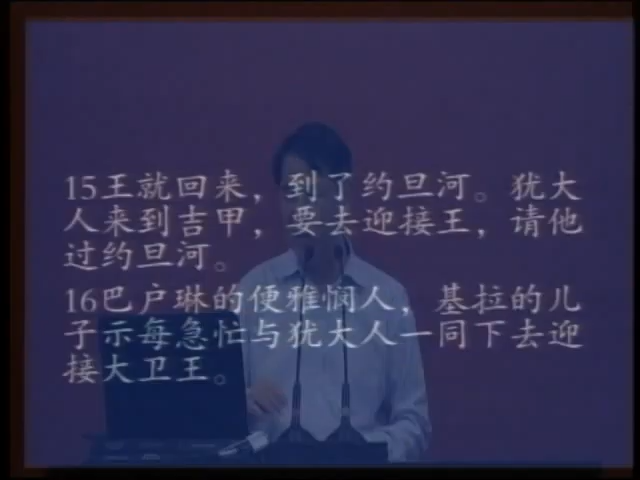 15王就回来，到了约旦河。犹大
人来到吉甲，要去迎接王，请他
过约旦河。
16巴户琳的便雅悯人，基拉的儿
子示每急忙与犹大人一同下去迎
接大卫王。